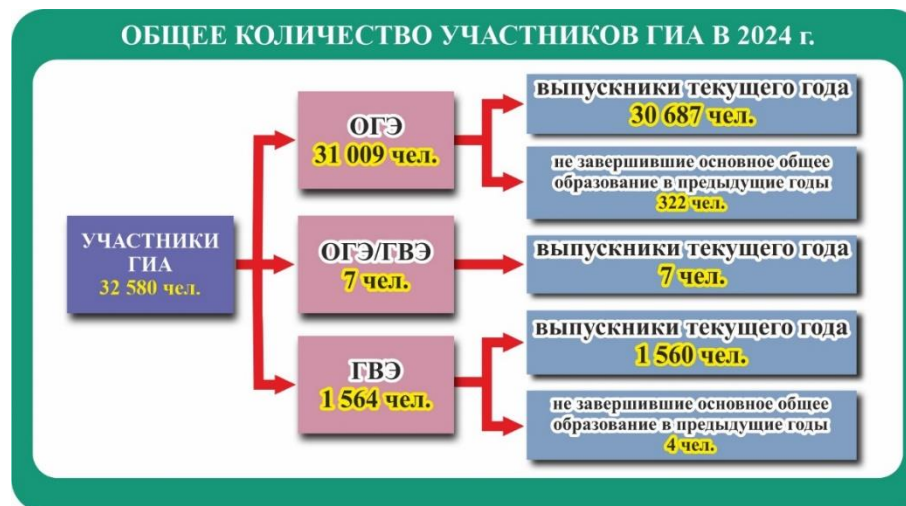 ОБЩЕЕ КОЛИЧЕСТВО УЧАСТНИКОВ ГИА В 2024 г.
УЧАСТНИКИ
ГИА
32 580 чел.
ОГЭ
31 009 чел.
выпускники текущего года
30 687 чел.
не завершившие основное общее
образование в предыдущие годы
322 чел.
ОГЭ/ГВЭ
7 чел.
выпускники текущего года
7 чел.
ГВЭ
1 564 чел.
выпускники текущего года
1 560 чел.
не завершившие основное общее
образование в предыдущие годы
4 чел.